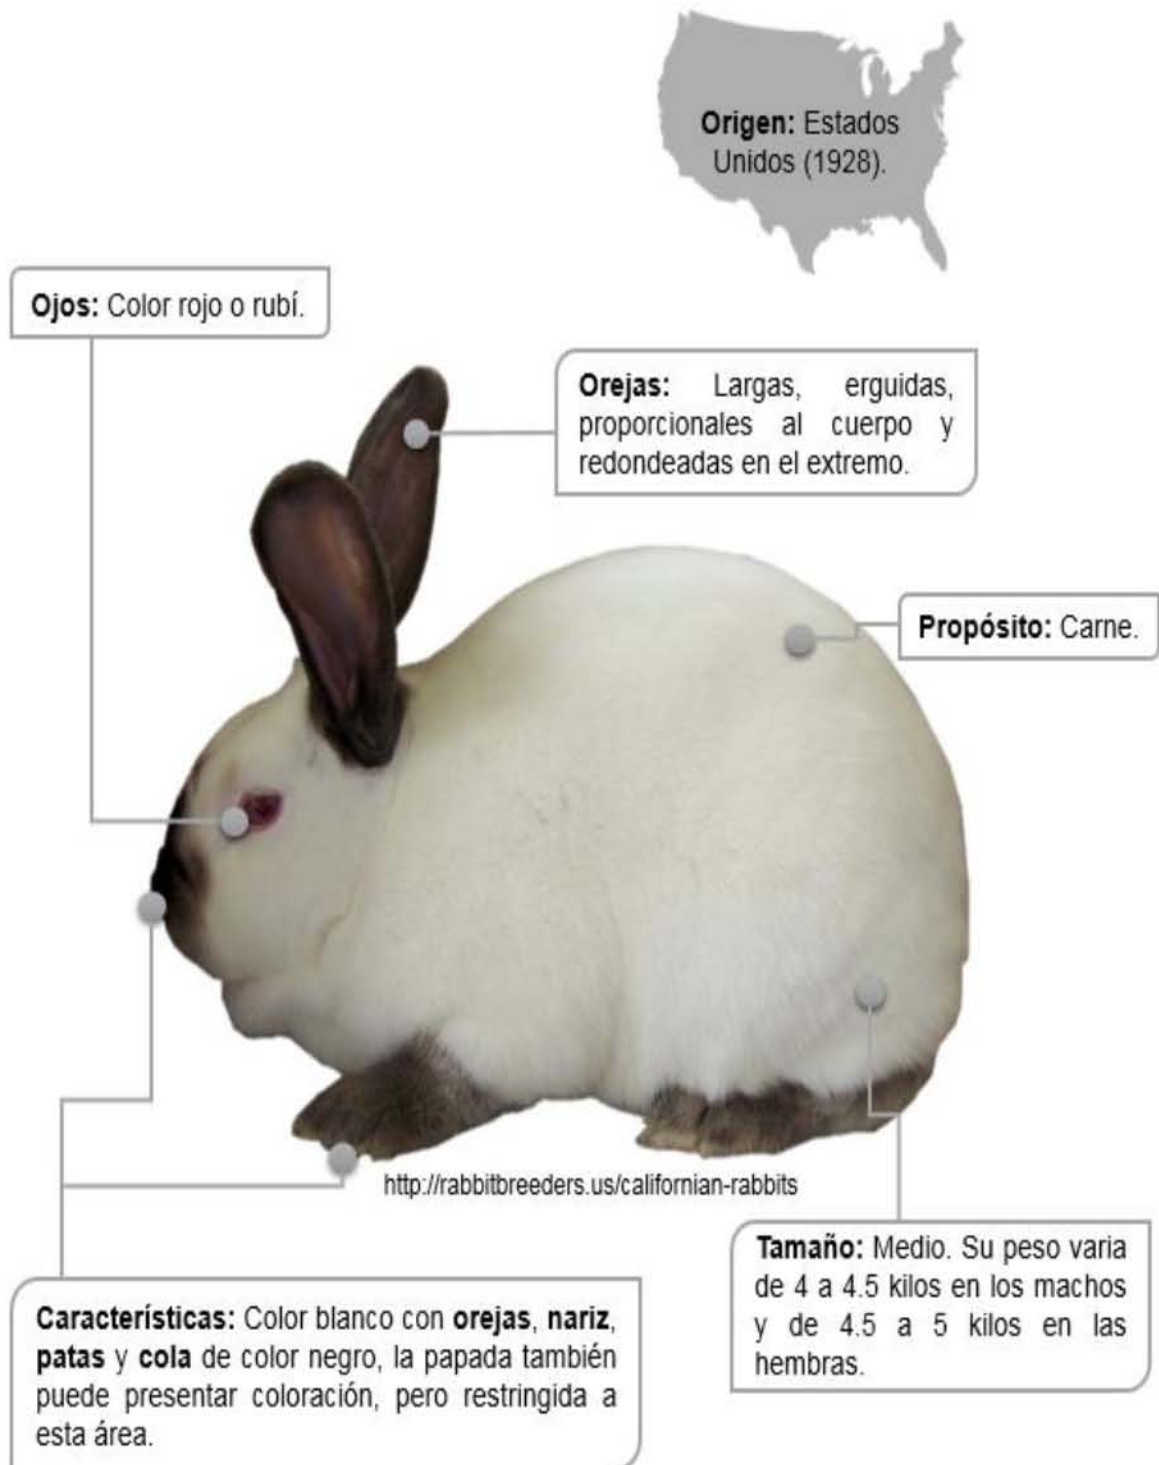 Origen: Estados
Unidos (1928).
Ojos: Color rojo o rubí.
Orejas: Largas, erguidas,
proporcionales al cuerpo y
redondeadas en el extremo.
Propósito: Carne.
http://rabbitbreeders.us/californian-rabbits
Tamaño: Medio. Su peso varia
de 4 a 4.5 kilos en los machos
y de 4.5 a 5 kilos en las
hembras.
Características: Color blanco con orejas, nariz,
patas y cola de color negro, la papada también
puede presentar coloración, pero restringida a
esta área.